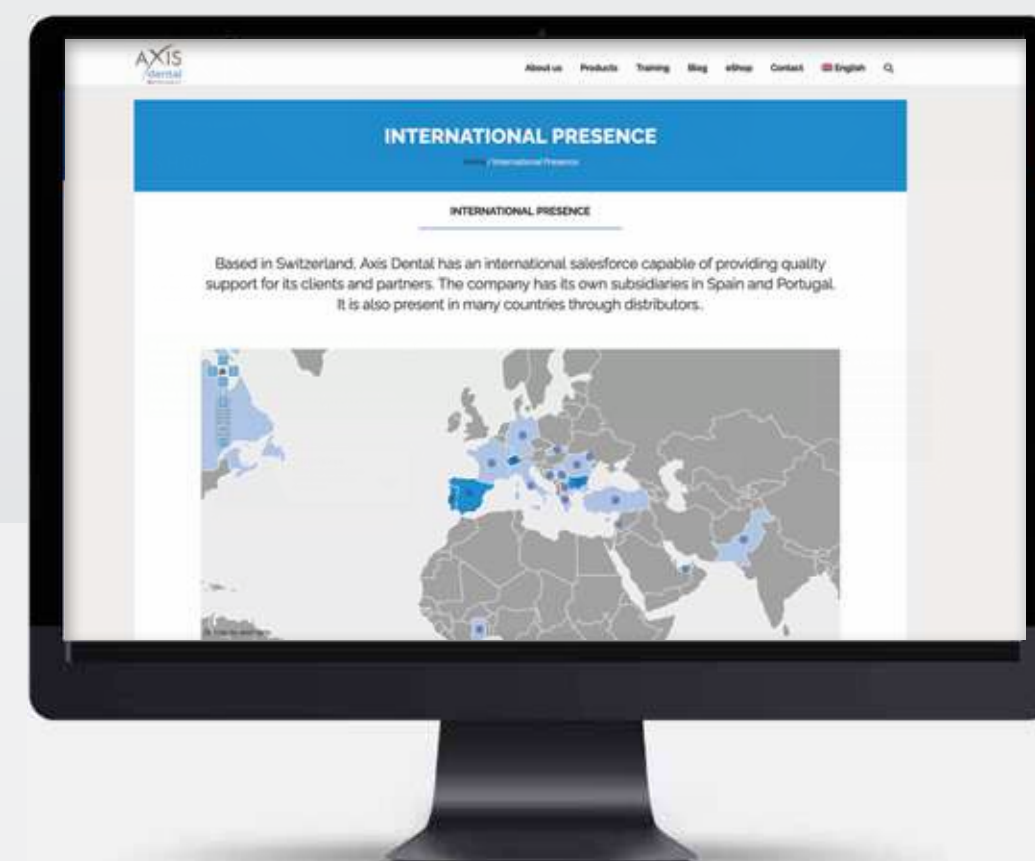 AXIS
dental
About us Products Training Blog eShop Contact English
INTERNATIONAL PRESENCE
/ International Presence
INTERNATIONAL PRESENCE
Based in Switzerland, Axis Dental has an international salesforce capable of providing quality
support for its clients and partners. The company has its own subsidiaries in Spain and Portugal.
It is also present in many countries through distributors..